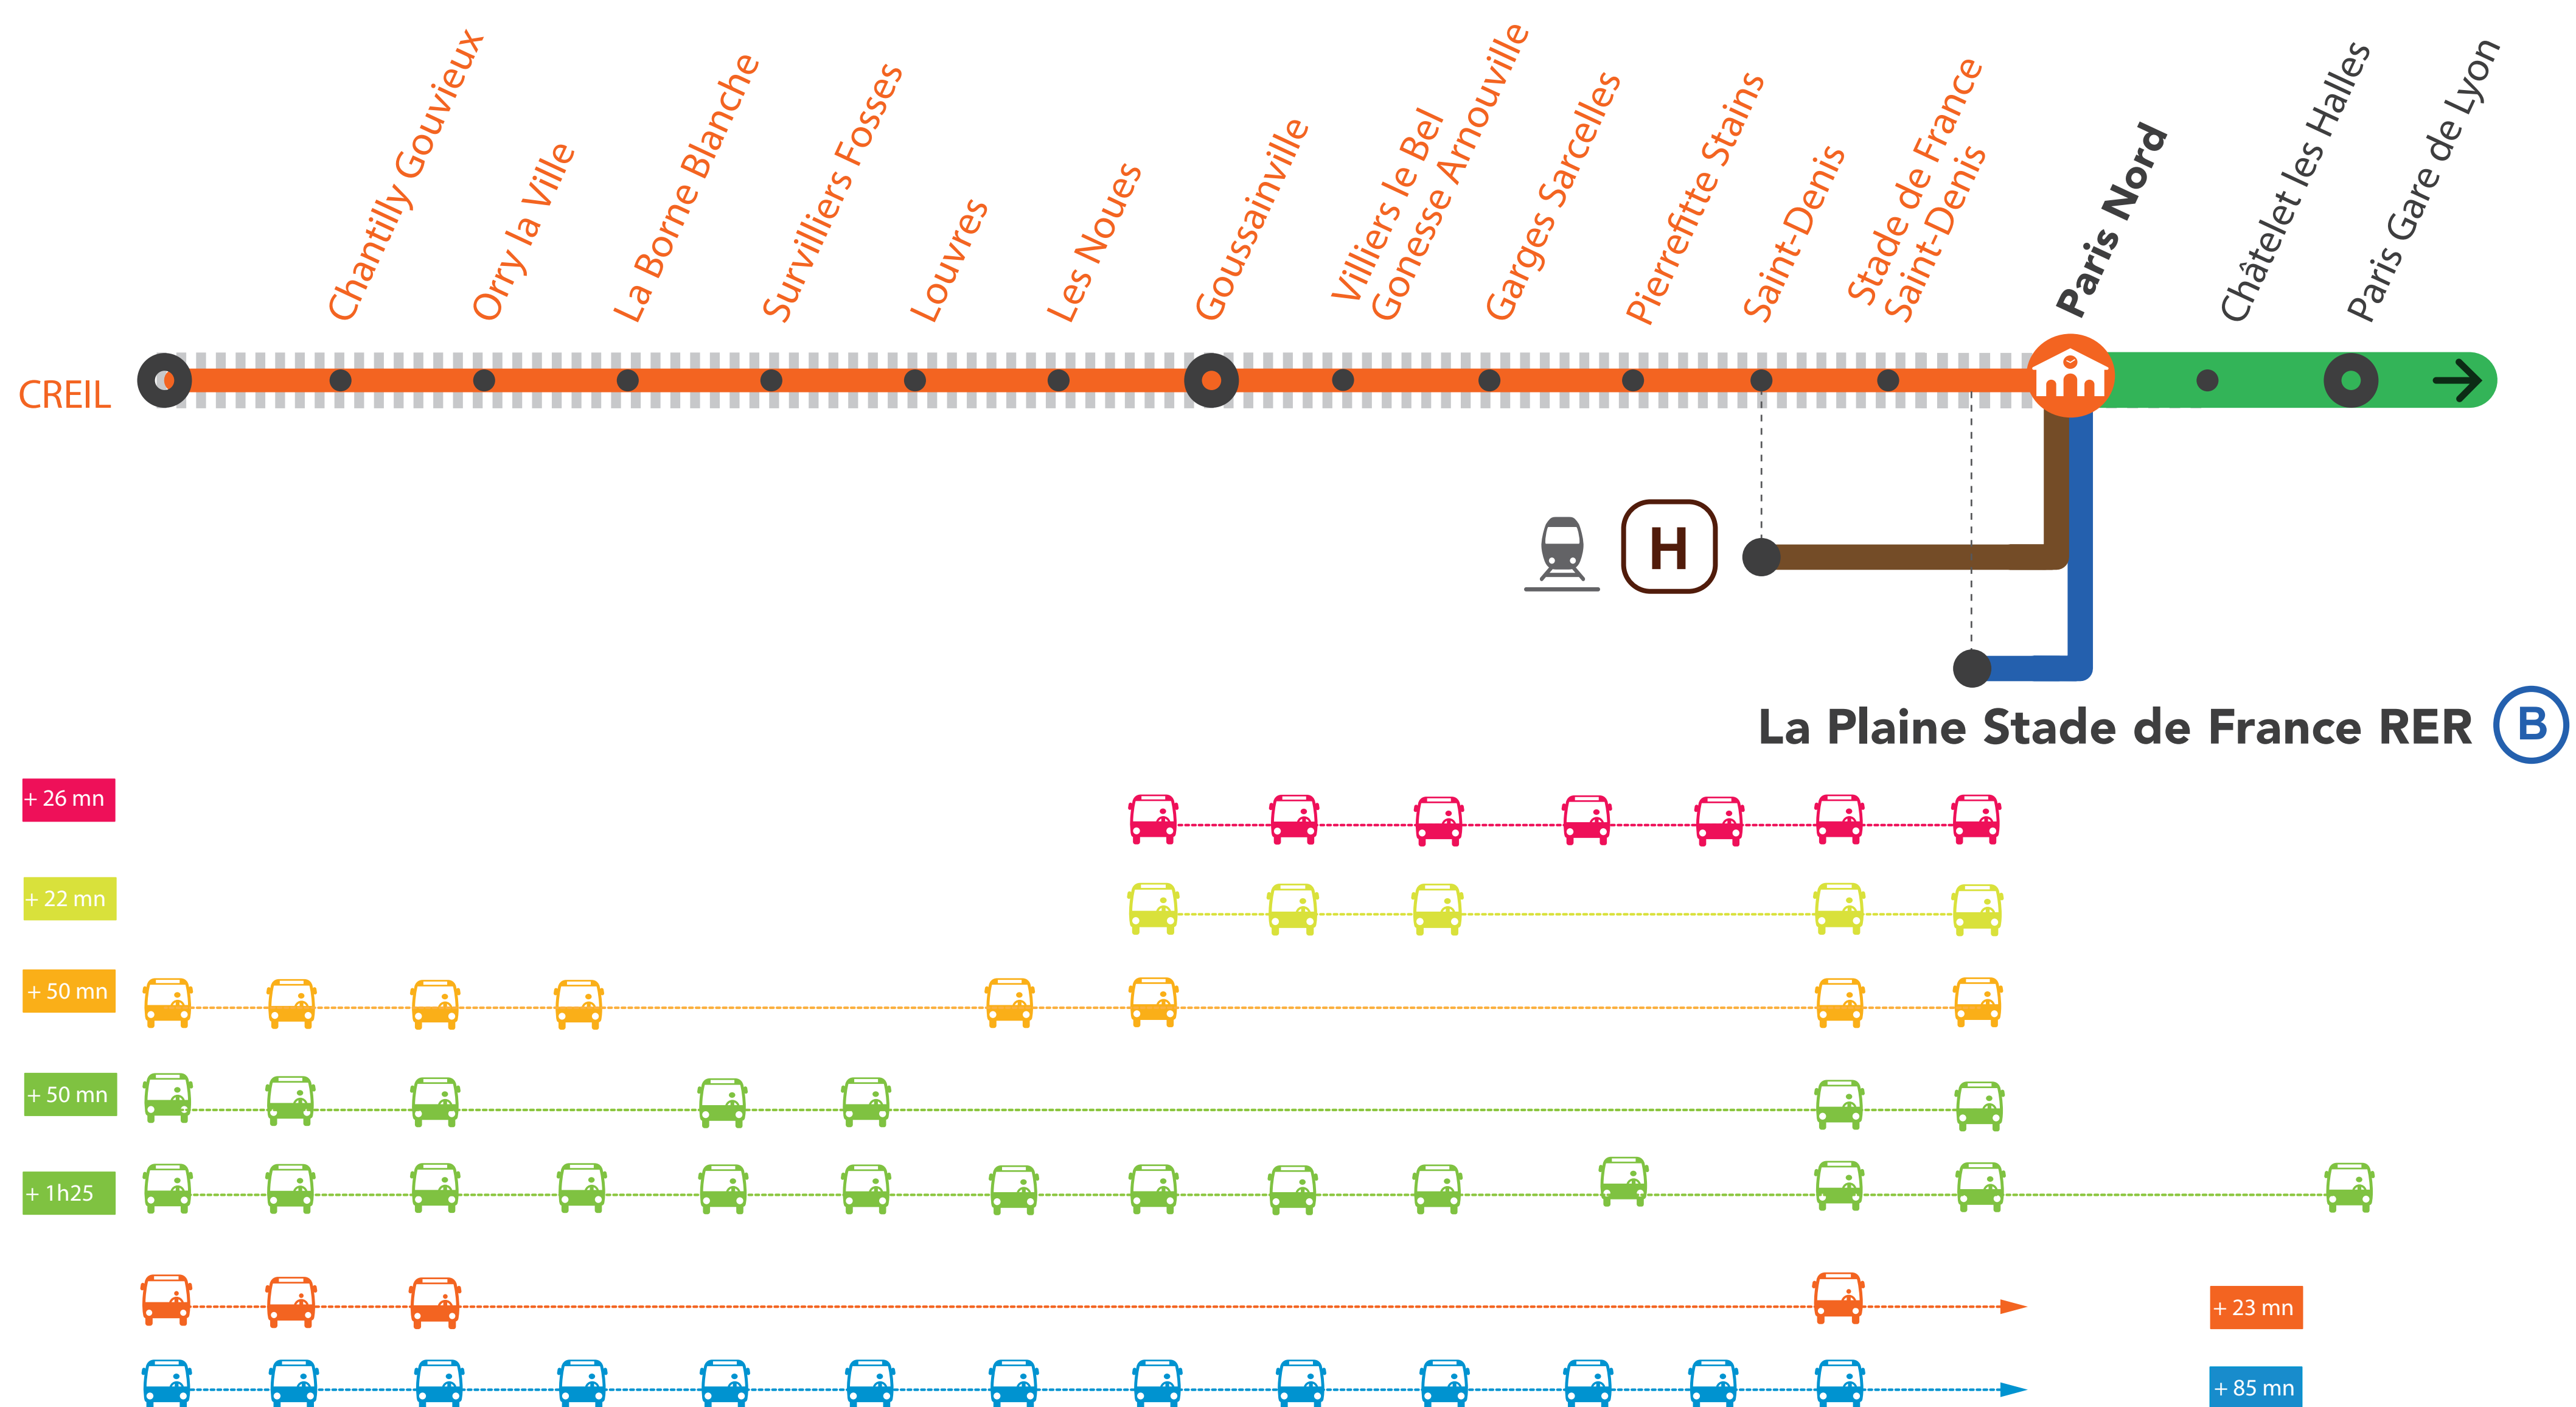 Chantilly Gouvieux
Orry la Ville
La Borne Blanche
Survilliers Fosses
Louvres
Les Noues
Goussainville
Villiers le Bel
Gonesse Arnouville
Garges Sarcelles
Pierrefitte Stains
Saint-Denis
Stade de France
Saint-Denis
Paris Nord
Châtelet les Halles
Paris Gare de Lyon
CREIL
H
La Plaine Stade de France RER B
+ 26 mn
+ 22 mn
+ 50 mn
+ 50 mn
+ 1h25
+ 23 mn
+ 85 mn